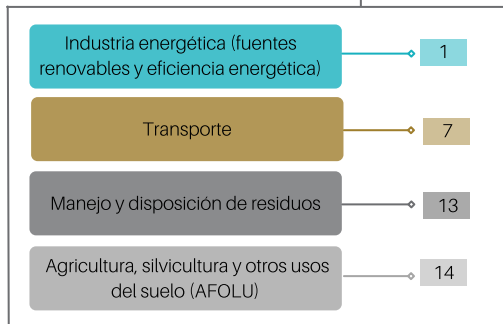 Industria energética (fuentes
renovables y eficiencia energética)
1
Transporte
7
Manejo y disposición de residuos
13
Agricultura, silvicultura y otros usos
del suelo (AFOLU)
14